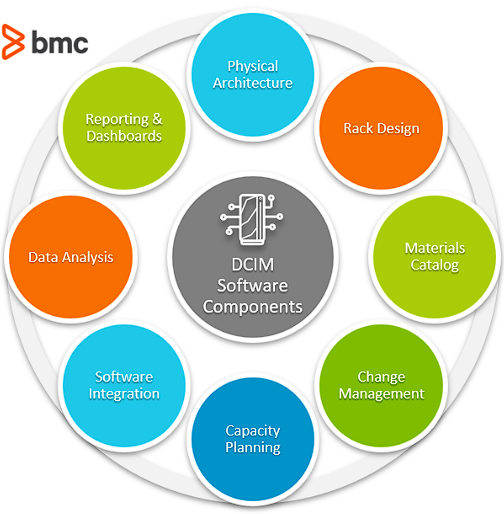 bmc
Physical
Architecture
Rack Design
Materials
Catalog
Change
Management
Capacity
Planning
Software
Integration
Data Analysis
Reporting &
Dashboards
DCIM
Software
Components